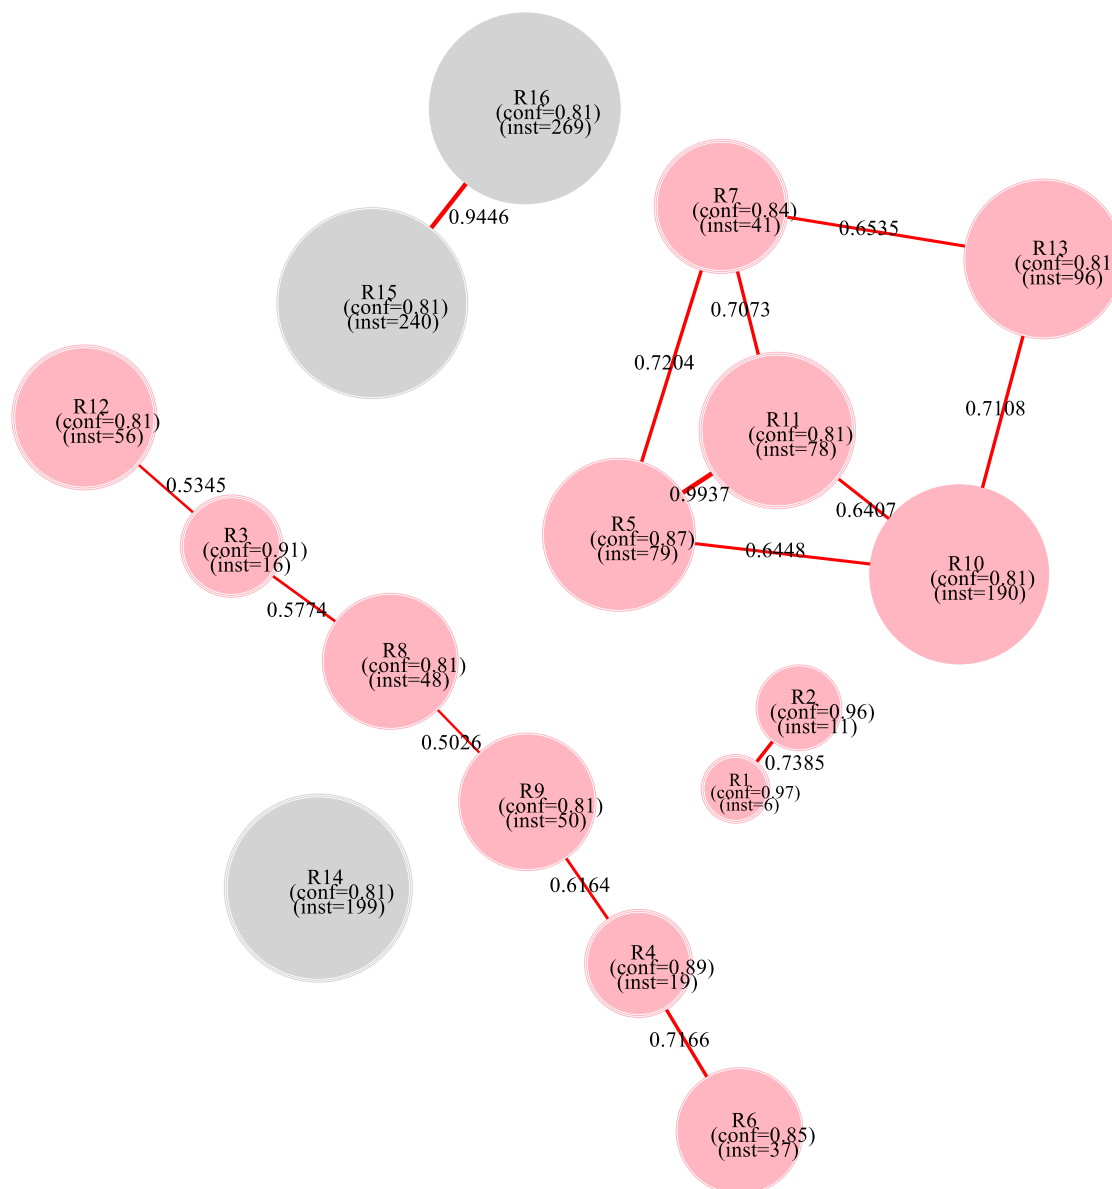 R16
(conf=0.81)
(inst=269)
0.9446
R15
(conf=0.81)
(inst=240)
R7
(conf=0.84)
(inst=41)
0.6535
R13
(conf=0.81
(inst=96)
0.7073
0.7204
R12
(conf=0.81)
(inst=56)
0.7108
R11
(conf=0.81)
(inst=78)
0.5345
0.9937
0.6407
R5
(conf=0.87)
(inst=79)
0.6448
R3
(conf=0.91)
(inst=16)
R10
(conf=0.81)
(inst=190)
0.5774
R8
(conf=0.81)
(inst=48)
R2
(conf=0.96)
(inst=11)
0.5026
0.7385
R1
(conf=0.97)
(inst=6)
R9
(conf=0.81)
(inst=50)
R14
(conf=0.81)
(inst=199)
0.6164
R4
(conf=0.89)
(inst=19)
0.7166
R6
(conf=0.85)
(inst=37)